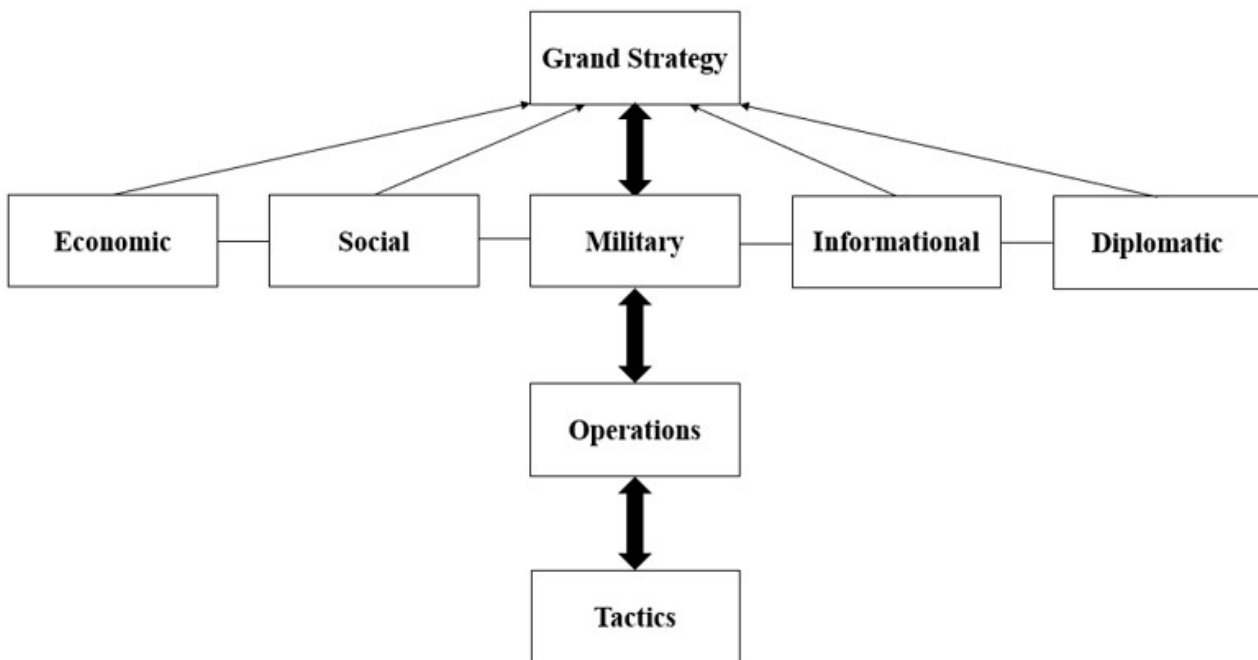 Grand Strategy
Economic
Social
Military
Informational
Diplomatic
Operations
Tactics